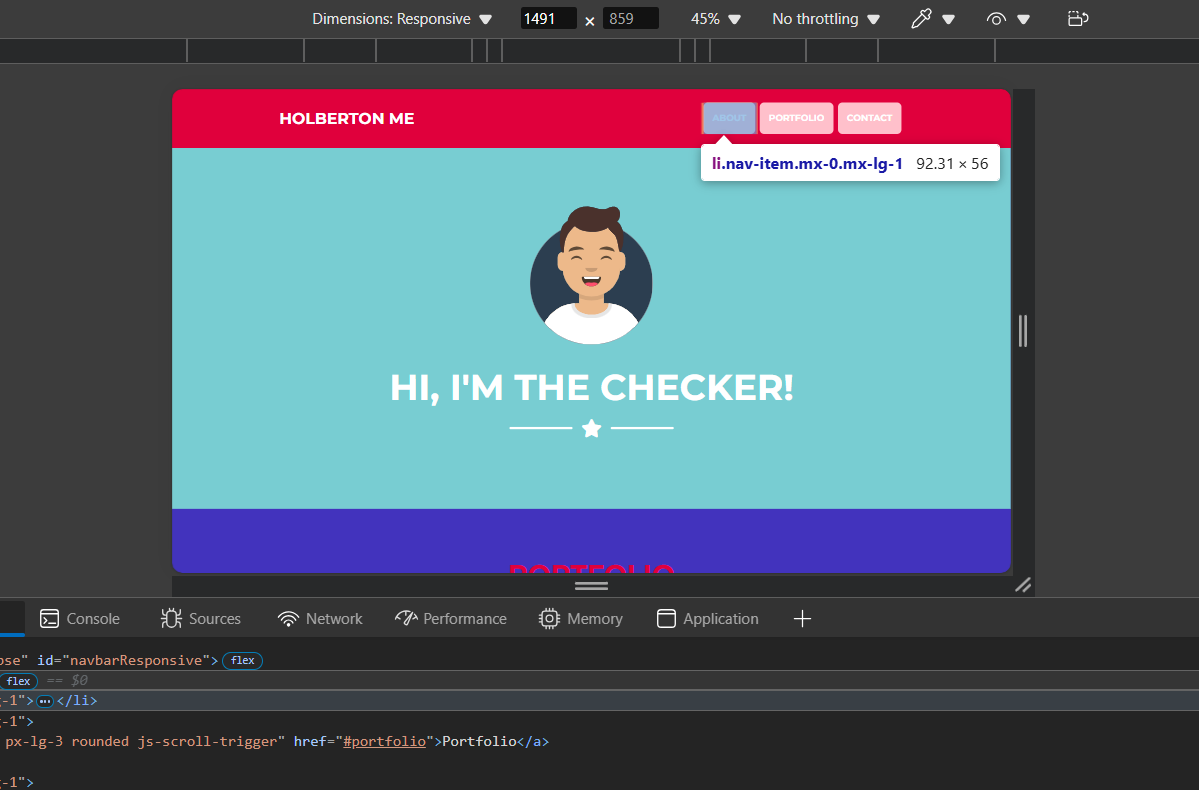 Dimensions: Responsive 1491 × 859 45% No throttling
HOLBERTON ME ABOUT PORTFOLIO CONTACT
li.nav-item.mx-0.mx-lg-1 92.31 × 56
HI, I'M THE CHECKER!
PORTFOLIO
Console Sources Network Performance Memory Application
ose" id="navbarResponsive"> flex
flex == $0
g-1"> ••• </li>
g-1">
px-lg-3 rounded js-scroll-trigger" href="#portfolio">Portfolio</a>
g-1">